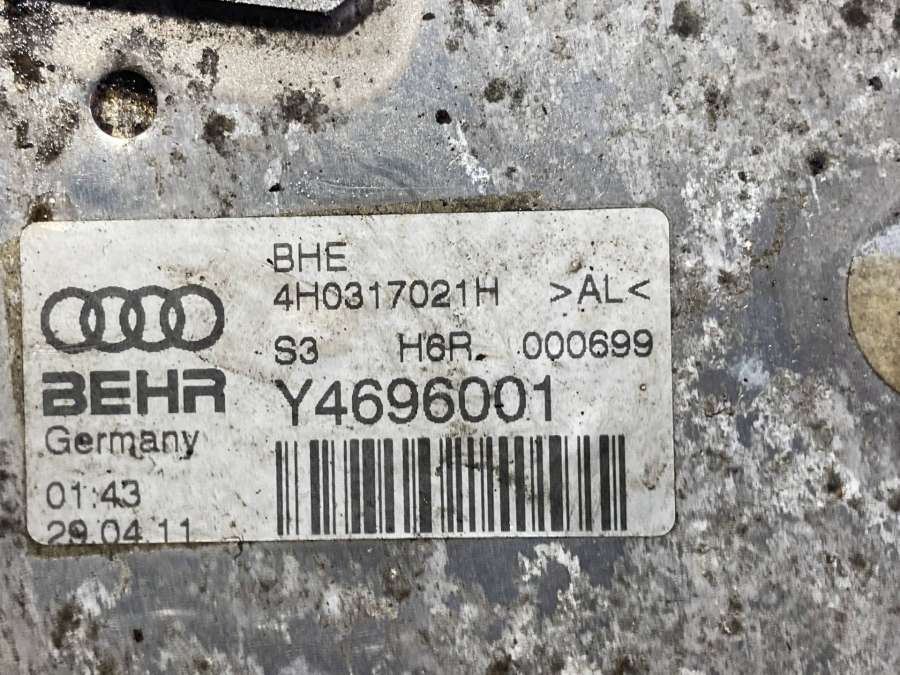 BHE
4H0317021H >AL<
S3 H6R. 000699
BEHR
Y4696001
Germany
01:43
29.04.11